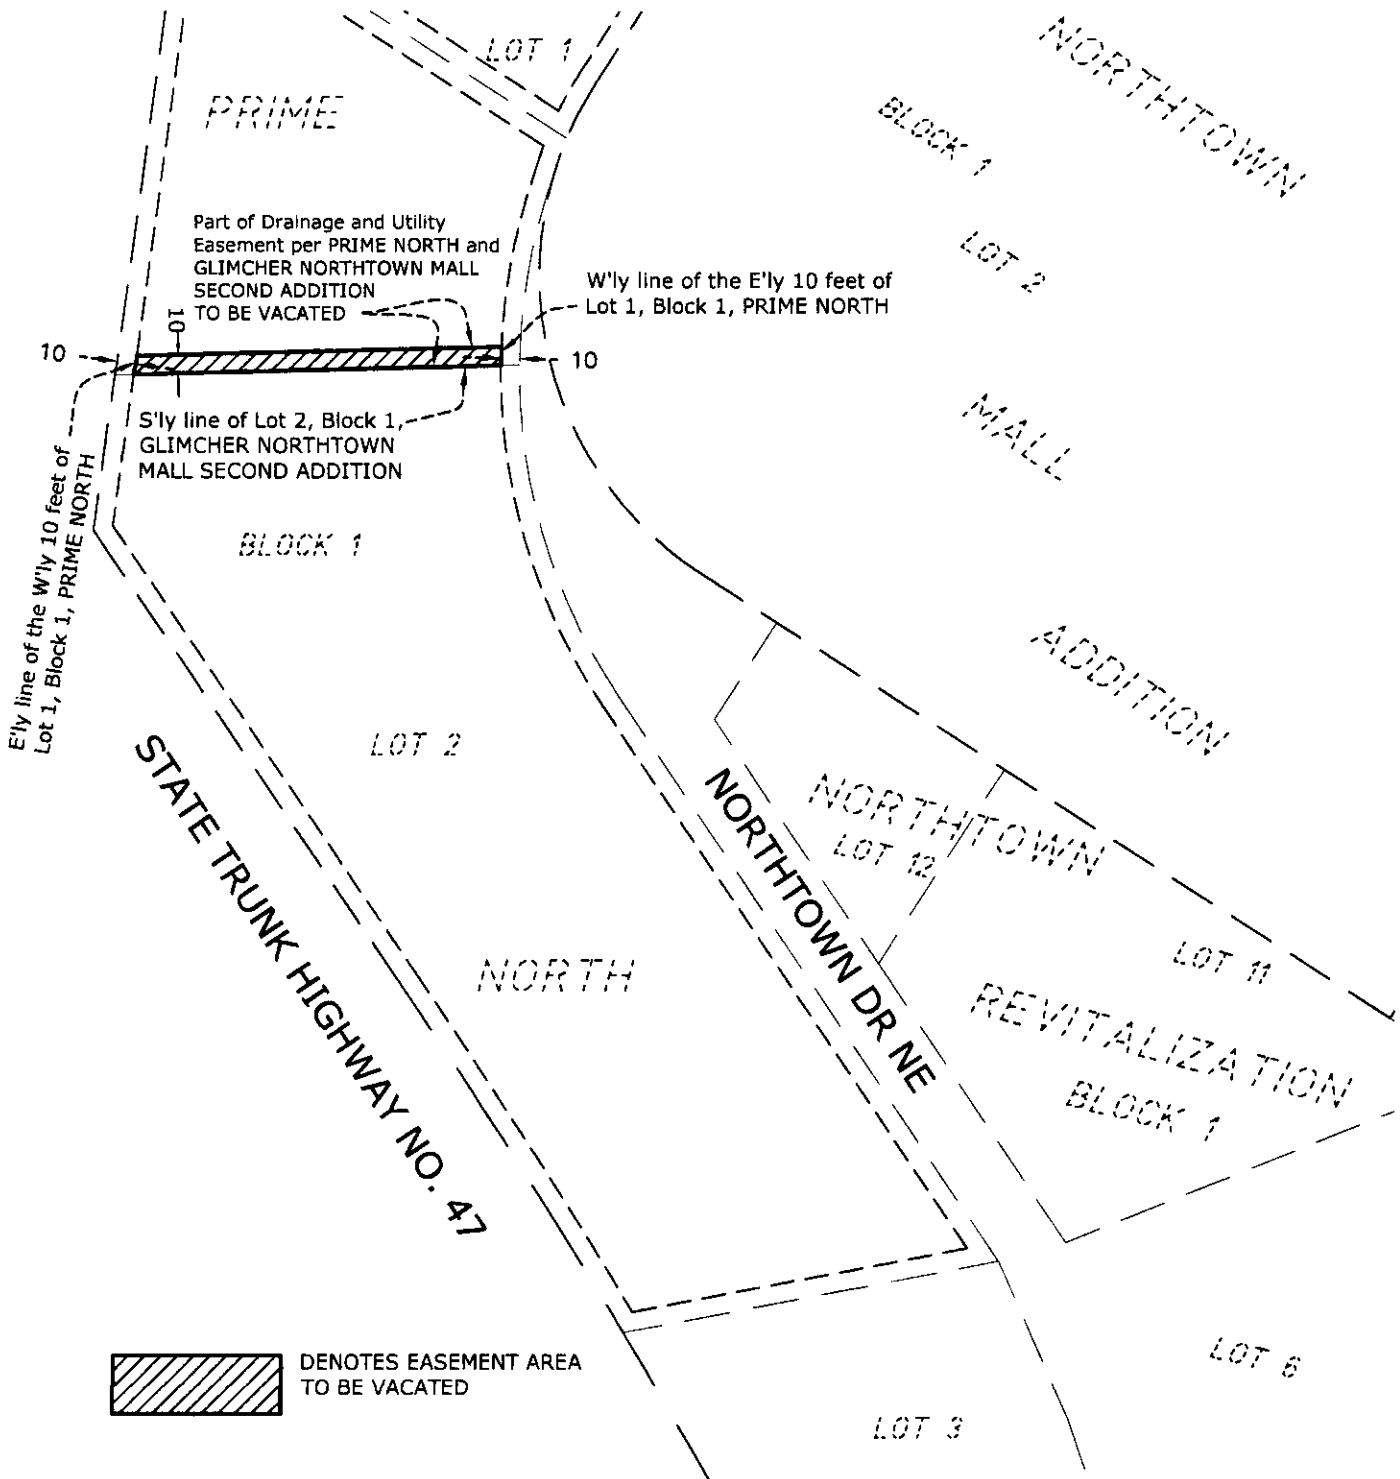 LOT 1
NORTHTOWN
PRIME
BLOCK 1
Part of Drainage and Utility
Easement per PRIME NORTH and
GLIMCHER NORTHTOWN MALL
SECOND ADDITION
TO BE VACATED
LOT 2
W'ly line of the E'ly 10 feet of
Lot 1, Block 1, PRIME NORTH
10
10
10
S'ly line of Lot 2, Block 1,
GLIMCHER NORTHTOWN
MALL SECOND ADDITION
MALL
E'ly line of the W'ly 10 feet of
Lot 1, Block 1, PRIME NORTH
BLOCK 1
ADDITION
LOT 2
STATE TRUNK HIGHWAY NO. 47
NORTHTOWN DR NE
NORTHTOWN
LOT 12
LOT 11
NORTH
REVITALIZATION
BLOCK 1
LOT 6
DENOTES EASEMENT AREA
TO BE VACATED
LOT 3